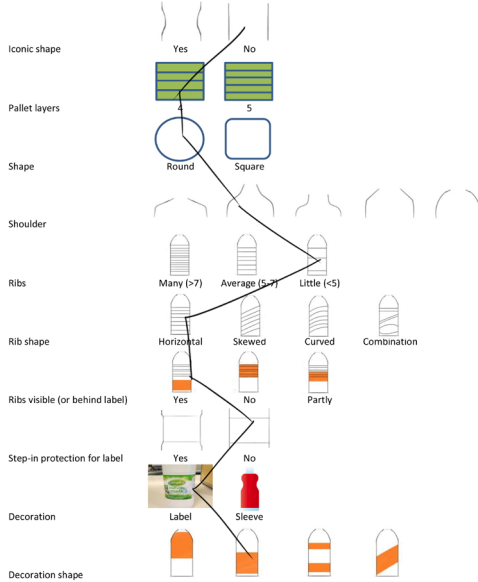 Iconic shape Yes No
Pallet layers 4 5
Shape Round Square
Shoulder
Ribs Many (>7) Average (5-7) Little (<5)
Rib shape Horizontal Skewed Curved Combination
Ribs visible (or behind label) Yes No Partly
Step-in protection for label Yes No
Decoration Label Sleeve
Decoration shape